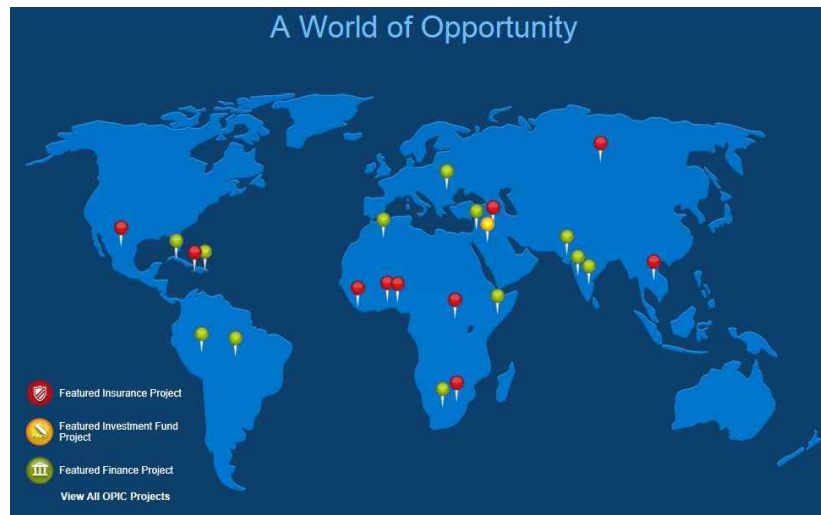 A World of Opportunity
Featured Insurance Project
Featured Investment Fund
Project
Featured Finance Project
View All OPIC Projects